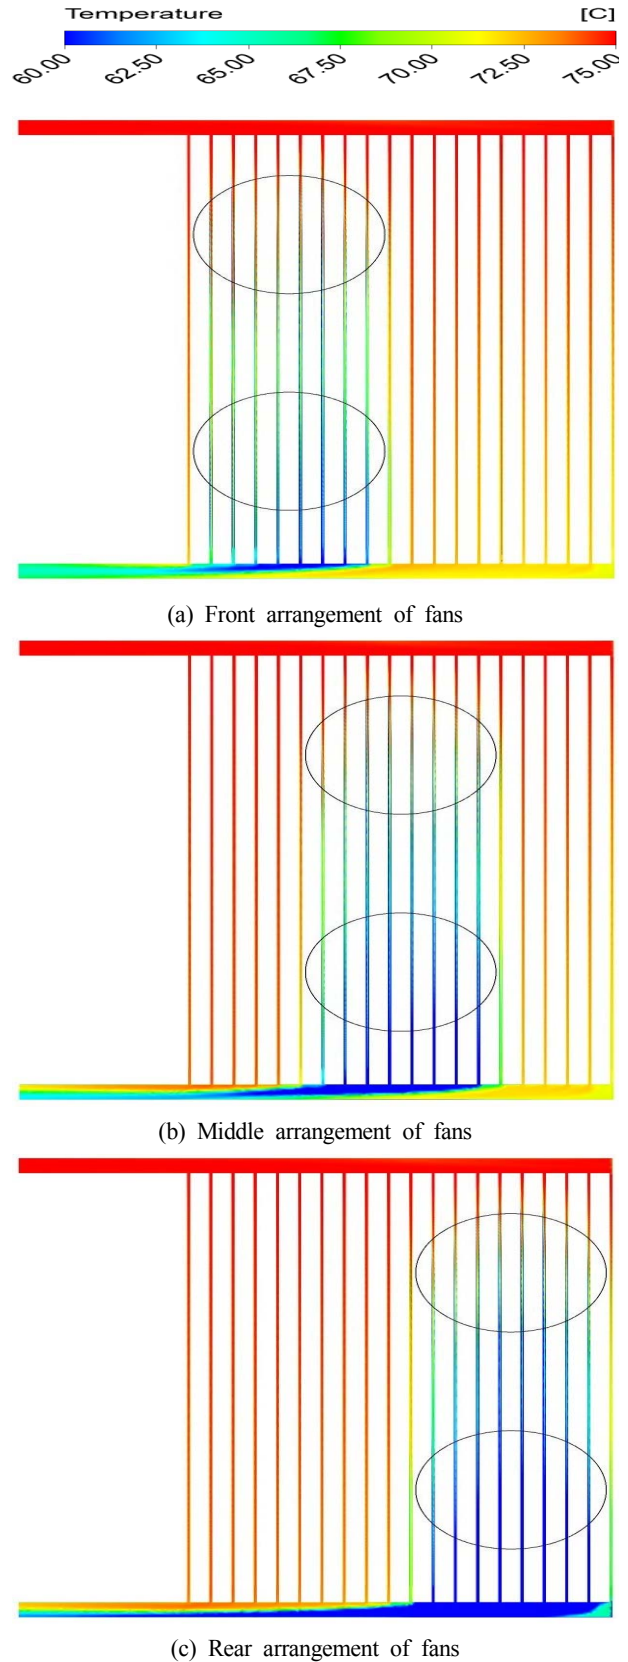 Temperature [C]
60.00 62.50 65.00 67.50 70.00 72.50 75.00
(a) Front arrangement of fans
(b) Middle arrangement of fans
(c) Rear arrangement of fans